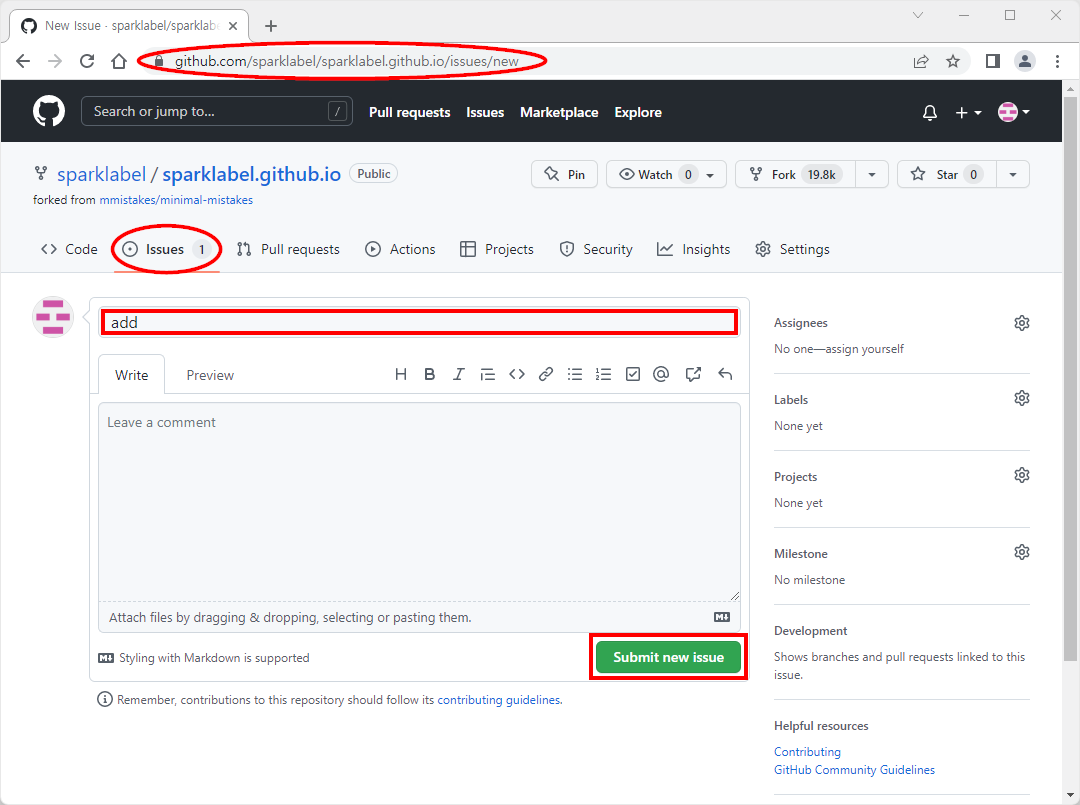 New Issue · sparklabel/sparklabe
github.com/sparklabel/sparklabel.github.io/issues/new
Search or jump to... / Pull requests Issues Marketplace Explore
sparklabel / sparklabel.github.io Public Pin Watch 0 Fork 19.8k Star 0
forked from mmistakes/minimal-mistakes
Code Issues 1 Pull requests Actions Projects Security Insights Settings
add
Write Preview
Leave a comment
Attach files by dragging & dropping, selecting or pasting them.
Styling with Markdown is supported
Submit new issue
Remember, contributions to this repository should follow its contributing guidelines.
Assignees
No one—assign yourself
Labels
None yet
Projects
None yet
Milestone
No milestone
Development
Shows branches and pull requests linked to this
issue.
Helpful resources
Contributing
GitHub Community Guidelines